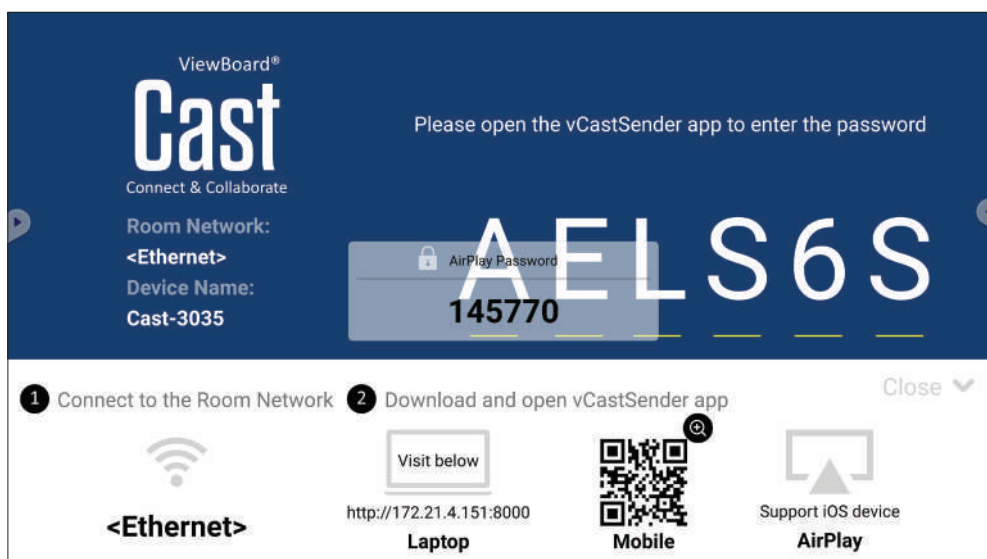 ViewBoard®
Cast
Connect & Collaborate
Please open the vCastSender app to enter the password
Room Network:
<Ethernet>
Device Name:
Cast-3035
AELS6S
AirPlay Password
145770
Close
1 Connect to the Room Network
2 Download and open vCastSender app
<Ethernet>
Visit below
http://172.21.4.151:8000
Laptop
Mobile
Support iOS device
AirPlay